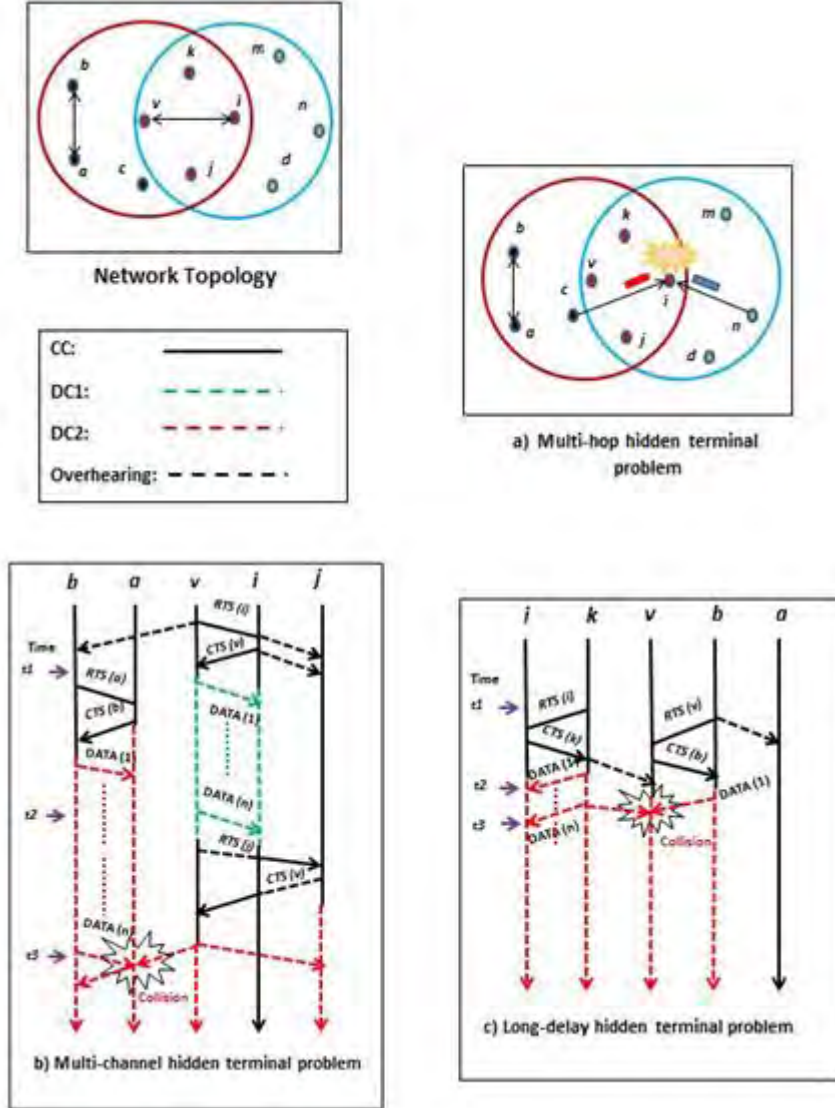 b
k
m
v
i
n
a
c
j
d
Network Topology
CC:
DC1:
DC2:
Overhearing:
b
k
m
v
c
i
n
a
j
d
a) Multi-hop hidden terminal
problem
b a v i j
RTS (i)
CTS (v)
Time
t1
RTS (a)
CTS (b)
DATA (1)
DATA (1
t2
DATA (n)
RTS (j)
CTS (v)
DATA (n)
t3
Collision
b) Multi-channel hidden terminal problem
k v b a
Time
t1
RTS (i)
RTS (v)
CTS (k)
CTS (b)
DATA (1)
t2
DATA (1)
t3
DATA (n)
Collision
c) Long-delay hidden terminal problem